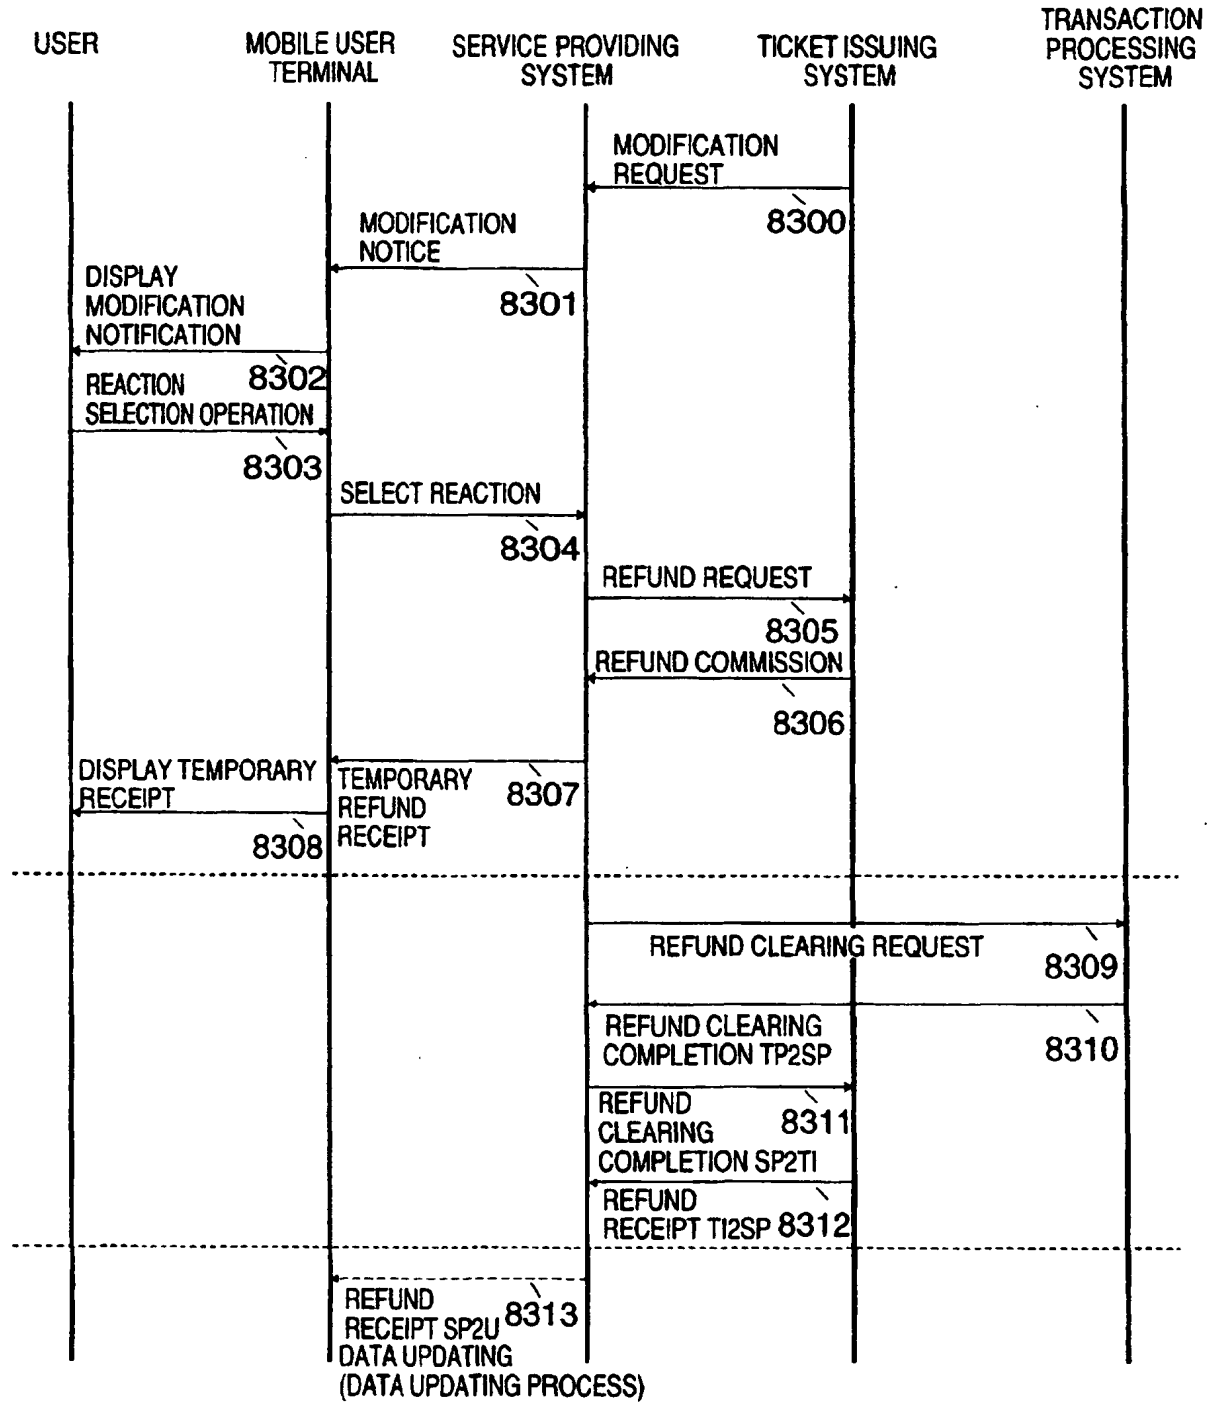 USER
MOBILE USER
TERMINAL
SERVICE PROVIDING
SYSTEM
TICKET ISSUING
SYSTEM
TRANSACTION
PROCESSING
SYSTEM
MODIFICATION
REQUEST
8300
MODIFICATION
NOTICE
8301
DISPLAY
MODIFICATION
NOTIFICATION
8302
REACTION
SELECTION OPERATION
8303
SELECT REACTION
8304
REFUND REQUEST
8305
REFUND COMMISSION
8306
TEMPORARY
REFUND
RECEIPT
8307
DISPLAY TEMPORARY
RECEIPT
8308
REFUND CLEARING REQUEST
8309
REFUND CLEARING
COMPLETION TP2SP
8310
REFUND
CLEARING
COMPLETION SP2TI
8311
REFUND
RECEIPT TI2SP
8312
REFUND
RECEIPT SP2U
8313
DATA UPDATING
(DATA UPDATING PROCESS)